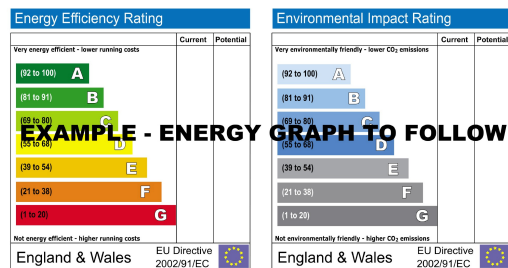 Energy Efficiency Rating
Current Potential
Very energy efficient - lower running costs
(92 to 100) A
(81 to 91) B
(69 to 80) C
(55 to 68) D
(39 to 54) E
(21 to 38) F
(1 to 20) G
Not energy efficient - higher running costs
England & Wales
EU Directive
2002/91/EC
Environmental Impact Rating
Current Potential
Very environmentally friendly - lower CO₂ emissions
(92 to 100) A
(81 to 91) B
(69 to 80) C
(55 to 68) D
(39 to 54) E
(21 to 38) F
(1 to 20) G
Not environmentally friendly - higher CO₂ emissions
England & Wales
EU Directive
2002/91/EC
EXAMPLE - ENERGY GRAPH TO FOLLOW